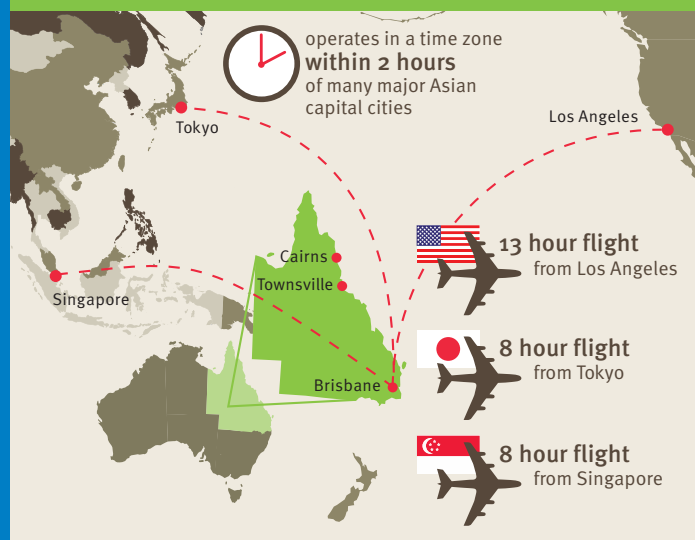 operates in a time zone
within 2 hours
of many major Asian
capital cities
Tokyo
Los Angeles
Singapore
Cairns
Townsville
Brisbane
13 hour flight
from Los Angeles
8 hour flight
from Tokyo
8 hour flight
from Singapore